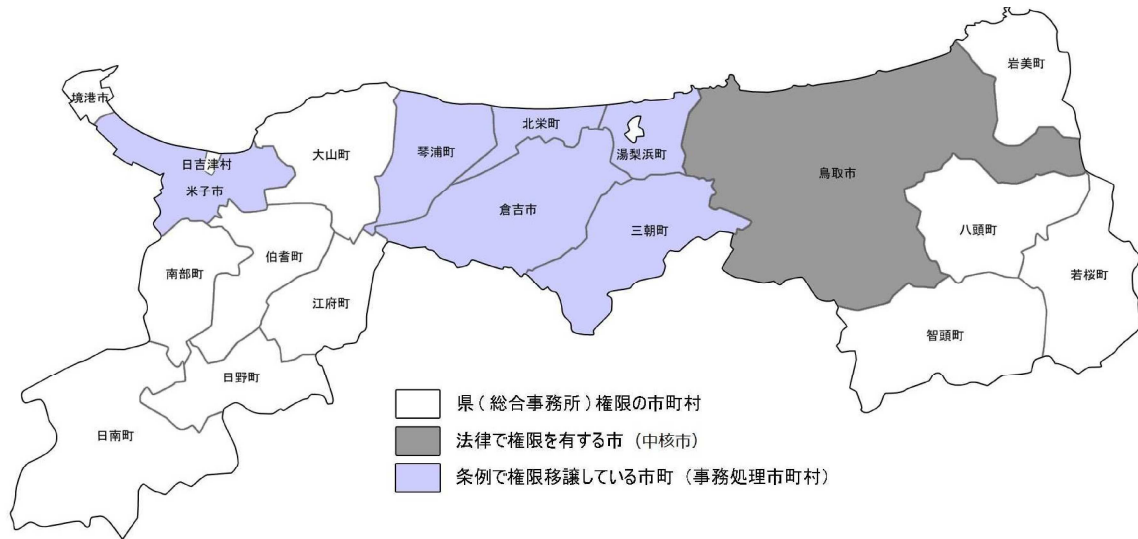 岩美町
境港市
北栄町
大山町
琴浦町
湯梨浜町
日吉津村
鳥取市
米子市
倉吉市
三朝町
八頭町
伯耆町
南部町
若桜町
江府町
智頭町
日野町
日南町
県(総合事務所)権限の市町村
法律で権限を有する市(中核市)
条例で権限移譲している市町(事務処理市町村)